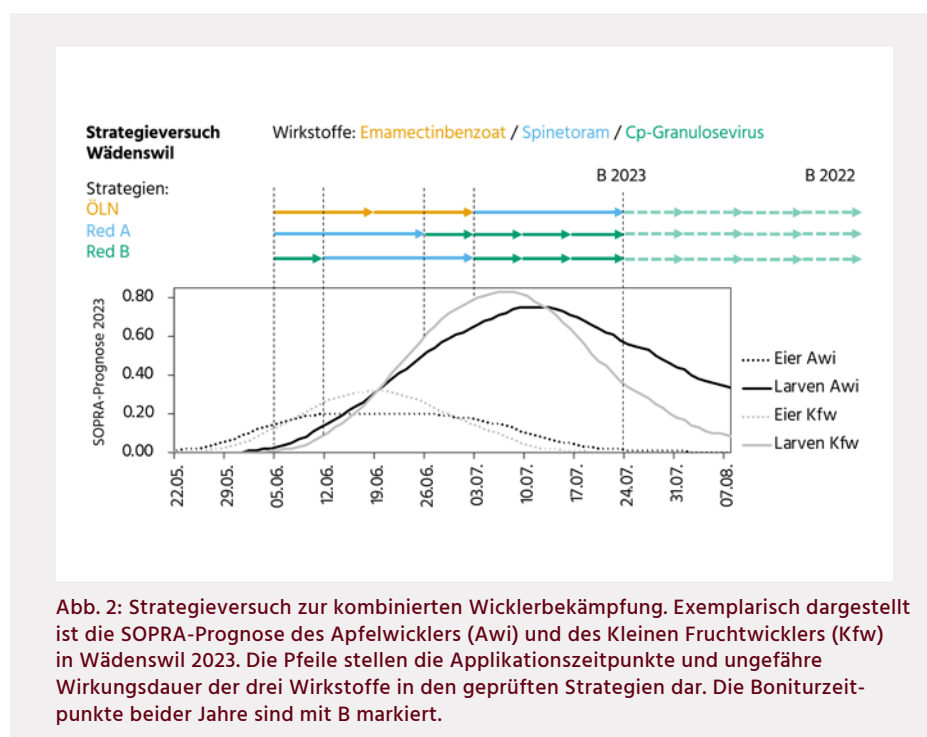 Strategieversuch
Wädenswil
Wirkstoffe: Emamectinbenzoat / Spinetoram / Cp-Granulosevirus
B 2023
B 2022
Strategien:
ÖLN
Red A
Red B
SOPRA-Prognose 2023
0.80
0.60
0.40
0.20
0.00
Eier Awi
Larven Awi
Eier Kfw
Larven Kfw
22.05.
29.05.
05.06.
12.06.
19.06.
26.06.
03.07.
10.07.
17.07.
24.07.
31.07.
07.08.
Abb. 2: Strategieversuch zur kombinierten Wicklerbekämpfung. Exemplarisch dargestellt
ist die SOPRA-Prognose des Apfelwicklers (Awi) und des Kleinen Fruchtwicklers (Kfw)
in Wädenswil 2023. Die Pfeile stellen die Applikationszeitpunkte und ungefähre
Wirkungsdauer der drei Wirkstoffe in den geprüften Strategien dar. Die Boniturzeit-
punkte beider Jahre sind mit B markiert.